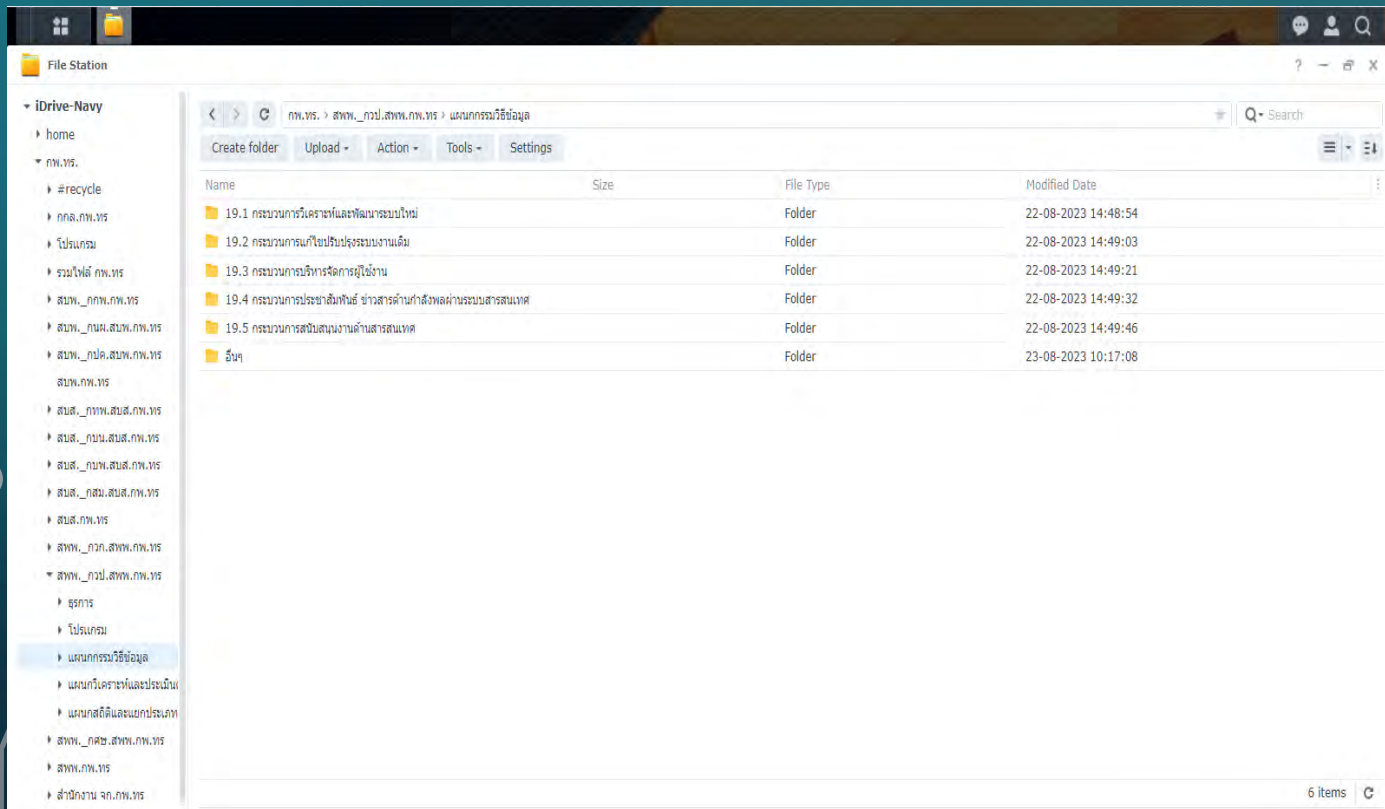 File Station
? – X
iDrive-Navy
home
กพ.ทร.
#recycle
กกล.กพ.ทร
โปรแกรม
รวมไฟล์ กพ.ทร
สบพ._กกพ.กพ.ทร
สบพ._กนผ.สบพ.กพ.ทร
สบพ._กปค.สบพ.กพ.ทร
สบพ.กพ.ทร
สบส._กทพ.สบส.กพ.ทร
สบส._กบน.สบส.กพ.ทร
สบส._กบพ.สบส.กพ.ทร
สบส._กสม.สบส.กพ.ทร
สบส.กพ.ทร
สพพ._กวก.สพพ.กพ.ทร
สพพ._กวป.สพพ.กพ.ทร
ธุรการ
โปรแกรม
แผนกกรรมวิธีข้อมูล
แผนกวิเคราะห์และประเมิน
แผนกสถิติและแยกประเภท
สพพ._กศษ.สพพ.กพ.ทร
สพพ.กพ.ทร
สำนักงาน จก.กพ.ทร
กพ.ทร. › สพพ._กวป.สพพ.กพ.ทร › แผนกกรรมวิธีข้อมูล
Search
Create folder Upload Action Tools Settings
Name Size File Type Modified Date
19.1 กระบวนการวิเคราะห์และพัฒนาระบบใหม่ Folder 22-08-2023 14:48:54
19.2 กระบวนการแก้ไขปรับปรุงระบบงานเดิม Folder 22-08-2023 14:49:03
19.3 กระบวนการบริหารจัดการผู้ใช้งาน Folder 22-08-2023 14:49:21
19.4 กระบวนการประชาสัมพันธ์ ข่าวสารด้านกำลังพลผ่านระบบสารสนเทศ Folder 22-08-2023 14:49:32
19.5 กระบวนการสนับสนุนงานด้านสารสนเทศ Folder 22-08-2023 14:49:46
อื่นๆ Folder 23-08-2023 10:17:08
6 items